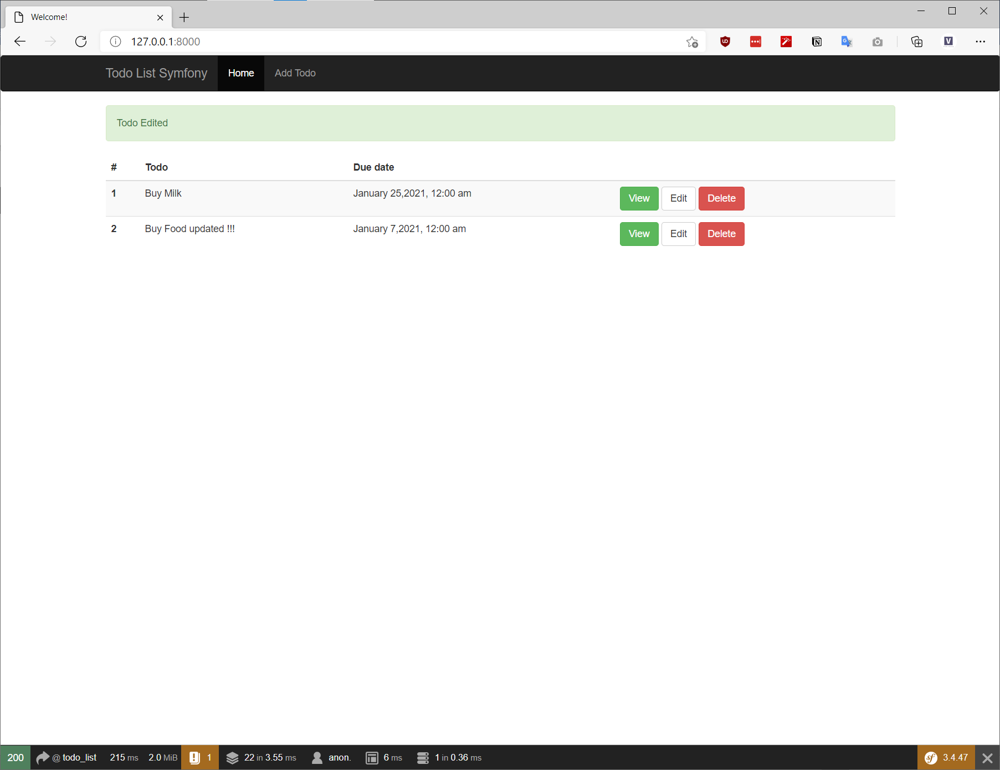 Welcome!
127.0.0.1:8000
Todo List Symfony Home Add Todo
Todo Edited
# Todo Due date
1 Buy Milk January 25,2021, 12:00 am View Edit Delete
2 Buy Food updated !!! January 7,2021, 12:00 am View Edit Delete
200 @ todo_list 215 ms 2.0 MiB 1 22 in 3.55 ms anon. 6 ms 1 in 0.36 ms sf 3.4.47